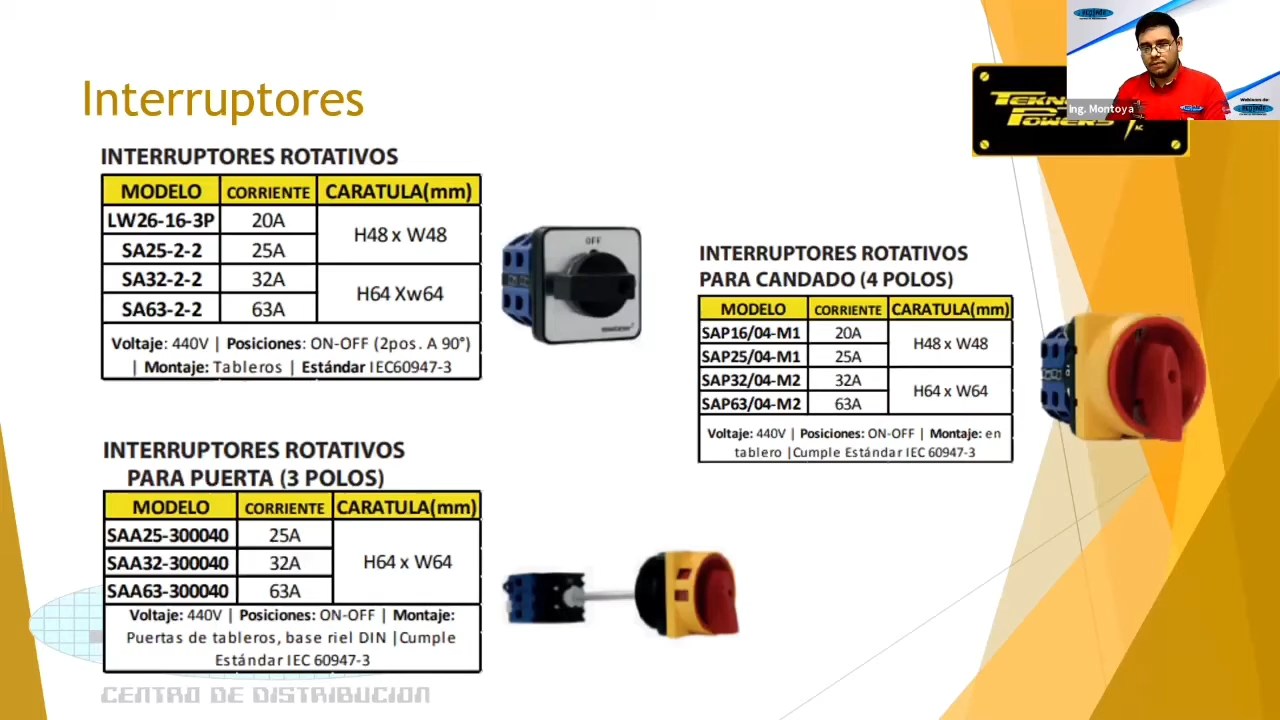 Interruptores
INTERRUPTORES ROTATIVOS
MODELO CORRIENTE CARATULA(mm)
LW26-16-3P 20A H48 x W48
SA25-2-2 25A
SA32-2-2 32A H64 Xw64
SA63-2-2 63A
Voltaje: 440V | Posiciones: ON-OFF (2pos. A 90°)
| Montaje: Tableros | Estándar IEC60947-3
OFF
INTERRUPTORES ROTATIVOS
PARA PUERTA (3 POLOS)
MODELO CORRIENTE CARATULA(mm)
SAA25-300040 25A
SAA32-300040 32A H64 x W64
SAA63-300040 63A
Voltaje: 440V | Posiciones: ON-OFF | Montaje:
Puertas de tableros, base riel DIN |Cumple
Estándar IEC 60947-3
CENTRO DE DISTRIBUCION
INTERRUPTORES ROTATIVOS
PARA CANDADO (4 POLOS)
MODELO CORRIENTE CARATULA(mm)
SAP16/04-M1 20A H48 x W48
SAP25/04-M1 25A
SAP32/04-M2 32A H64 x W64
SAP63/04-M2 63A
Voltaje: 440V | Posiciones: ON-OFF | Montaje: en
tablero |Cumple Estándar IEC 60947-3
POWERS
AC
Ing. Montoya
Webinars de